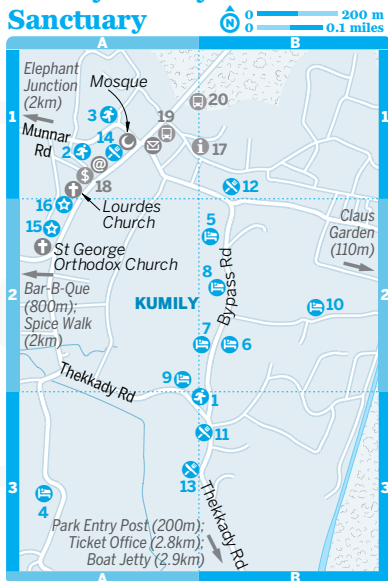 Sanctuary
N
0 200 m
0 0.1 miles
A B
Elephant
Junction
(2km)
Mosque
20
3
1 1
19
14
Munnar
Rd
2
@
17
$
18
12
16
Lourdes
Church
5
Claus
Garden
(110m)
15
St George
Orthodox Church
8
Bypass Rd
2 2
Bar-B-Que
(800m);
Spice Walk
(2km)
KUMILY
10
7
6
Thekkady Rd
9
1
11
13
3 3
4
Thekkady Rd
Park Entry Post (200m);
Ticket Office (2.8km);
Boat Jetty (2.9km)
A B